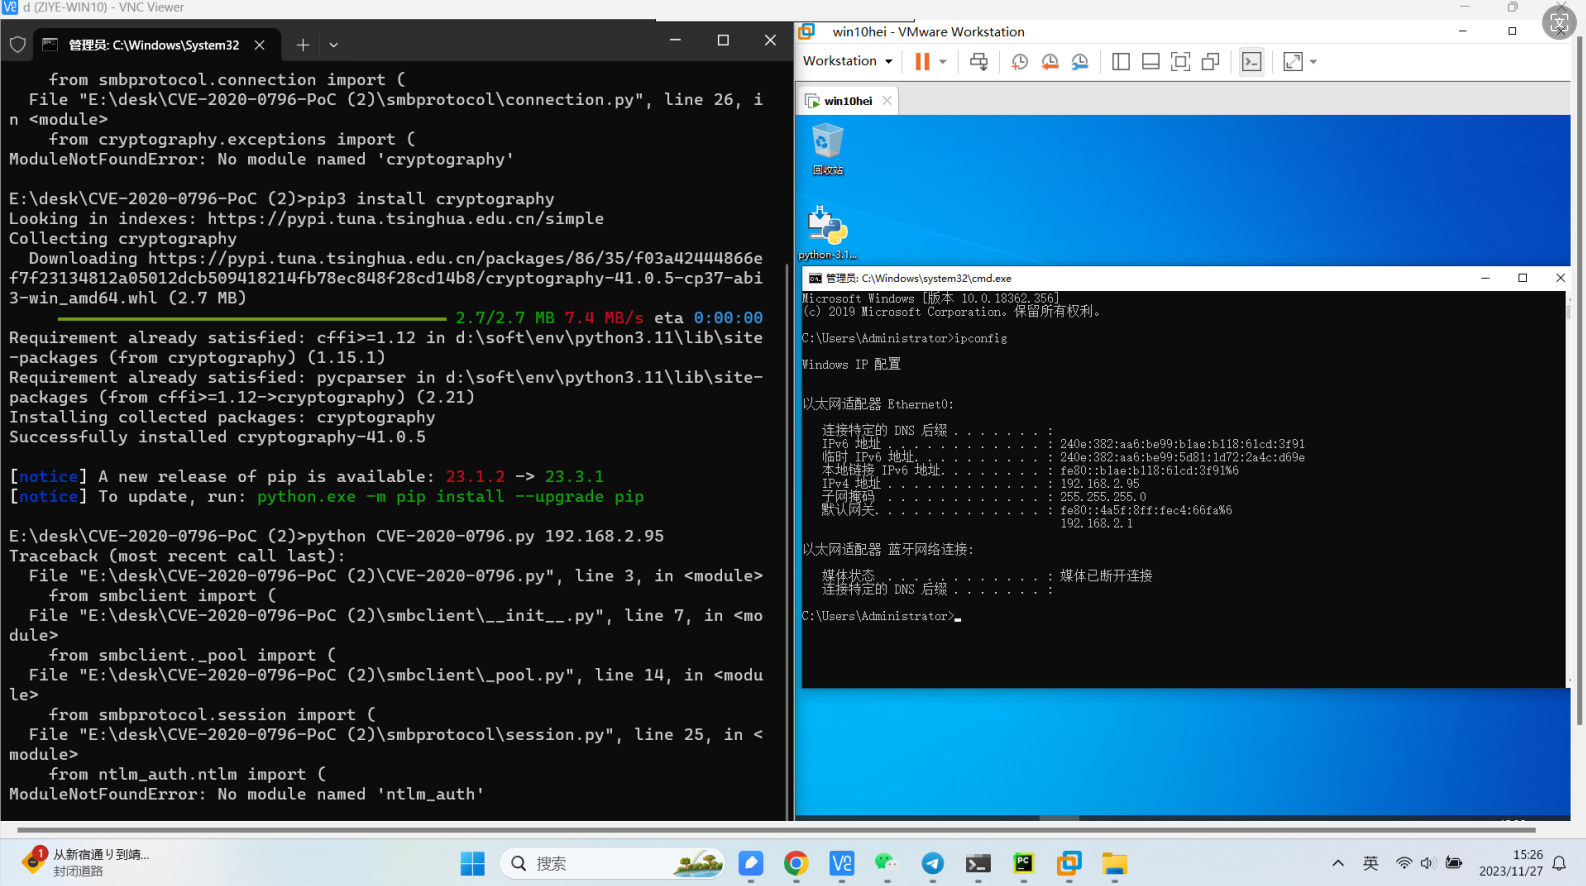 d (ZIYE-WIN10) - VNC Viewer
管理员: C:\Windows\System32
from smbprotocol.connection import (
File "E:\desk\CVE-2020-0796-PoC (2)\smbprotocol\connection.py", line 26, i
n <module>
from cryptography.exceptions import (
ModuleNotFoundError: No module named 'cryptography'
E:\desk\CVE-2020-0796-PoC (2)>pip3 install cryptography
Looking in indexes: https://pypi.tuna.tsinghua.edu.cn/simple
Collecting cryptography
Downloading https://pypi.tuna.tsinghua.edu.cn/packages/86/35/f03a42444866e
f7f23134812a05012dcb509418214fb78ec848f28cd14b8/cryptography-41.0.5-cp37-abi
3-win_amd64.whl (2.7 MB)
2.7/2.7 MB 7.4 MB/s eta 0:00:00
Requirement already satisfied: cffi>=1.12 in d:\soft\env\python3.11\lib\site
-packages (from cryptography) (1.15.1)
Requirement already satisfied: pycparser in d:\soft\env\python3.11\lib\site-
packages (from cffi>=1.12->cryptography) (2.21)
Installing collected packages: cryptography
Successfully installed cryptography-41.0.5
[notice] A new release of pip is available: 23.1.2 -> 23.3.1
[notice] To update, run: python.exe -m pip install --upgrade pip
E:\desk\CVE-2020-0796-PoC (2)>python CVE-2020-0796.py 192.168.2.95
Traceback (most recent call last):
File "E:\desk\CVE-2020-0796-PoC (2)\CVE-2020-0796.py", line 3, in <module>
from smbclient import (
File "E:\desk\CVE-2020-0796-PoC (2)\smbclient\__init__.py", line 7, in <mo
dule>
from smbclient._pool import (
File "E:\desk\CVE-2020-0796-PoC (2)\smbclient\_pool.py", line 14, in <modu
le>
from smbprotocol.session import (
File "E:\desk\CVE-2020-0796-PoC (2)\smbprotocol\session.py", line 25, in <
module>
from ntlm_auth.ntlm import (
ModuleNotFoundError: No module named 'ntlm_auth'
win10hei - VMware Workstation
Workstation
win10hei
回收站
python-3.1...
管理员: C:\Windows\system32\cmd.exe
Microsoft Windows [版本 10.0.18362.356]
(c) 2019 Microsoft Corporation。保留所有权利。
C:\Users\Administrator>ipconfig
Windows IP 配置
以太网适配器 Ethernet0:
连接特定的 DNS 后缀 . . . . . . . :
IPv6 地址 . . . . . . . . . . . . : 240e:382:aa6:be99:b1ae:b118:61cd:3f91
临时 IPv6 地址. . . . . . . . . . : 240e:382:aa6:be99:5d81:1d72:2a4c:d69e
本地链接 IPv6 地址. . . . . . . . : fe80::b1ae:b118:61cd:3f91%6
IPv4 地址 . . . . . . . . . . . . : 192.168.2.95
子网掩码 . . . . . . . . . . . . : 255.255.255.0
默认网关. . . . . . . . . . . . . : fe80::4a5f:8ff:fec4:66fa%6
192.168.2.1
以太网适配器 蓝牙网络连接:
媒体状态 . . . . . . . . . . . . : 媒体已断开连接
连接特定的 DNS 后缀 . . . . . . . :
C:\Users\Administrator>
1
从新宿通り到靖...
封闭道路
搜索
英
15:26
2023/11/27